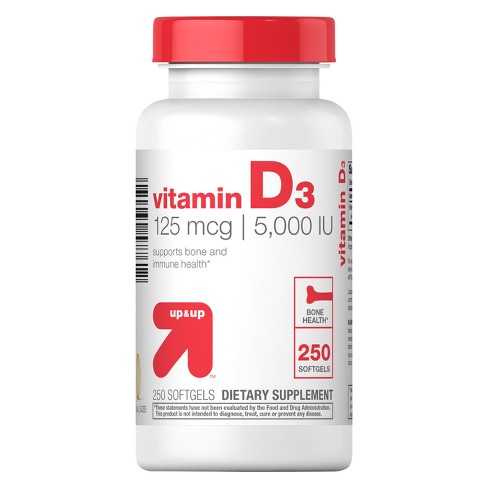 vitamin D3
125 mcg | 5,000 IU
supports bone and
immune health*
up&up
™
BONE
HEALTH*
250
SOFTGELS
250 SOFTGELS DIETARY SUPPLEMENT
*These statements have not been evaluated by the Food and Drug Administration.
This product is not intended to diagnose, treat, cure or prevent any disease.
vitamin D3